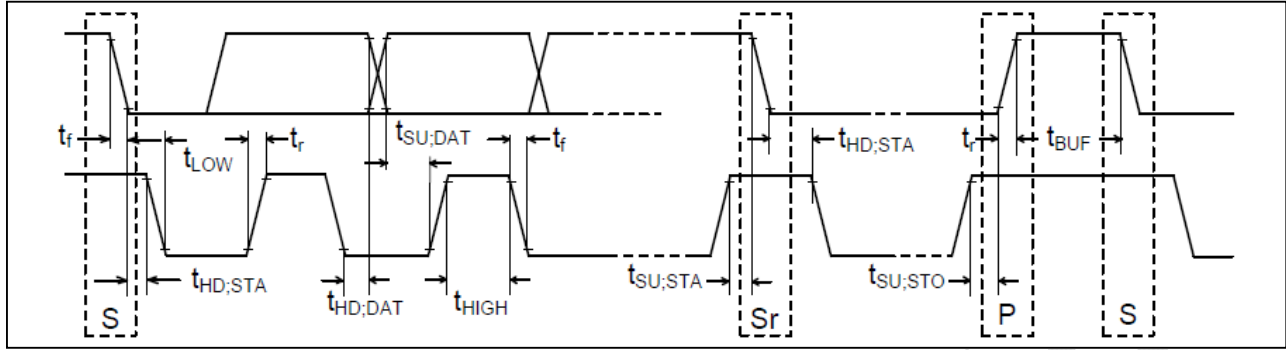 t_f
t_LOW
t_r
t_SU;DAT
t_f
t_HD;STA
t_r
t_BUF
t_HD;STA
t_HD;DAT
t_HIGH
t_SU;STA
t_SU;STO
S
Sr
P
S